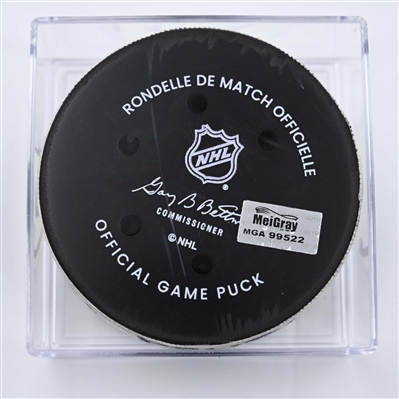 RONDELLE DE MATCH OFFICIELLE
NHL
Gary B Bettman
COMMISSIONER
©NHL
MeiGray
MGA 99522
OFFICIAL GAME PUCK